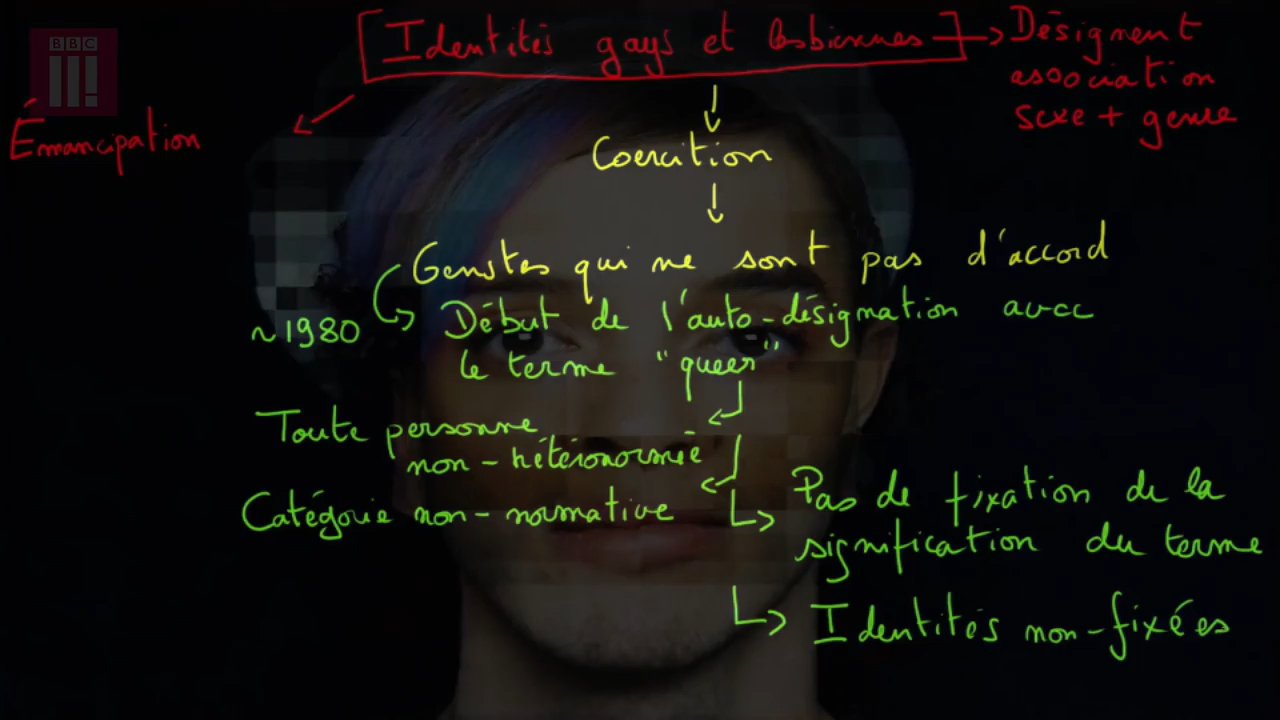 BBC
Identités gays et lesbiennes
Désignent
association
sexe + genre
Émancipation
Coercition
qui ne sont pas d'accord
~1980
Début de l'auto-désignation avec
le terme "queer"
Toute personne
non-hétéronormée
Catégorie non-normative
Pas de fixation de la
signification du terme
Identités non-fixées